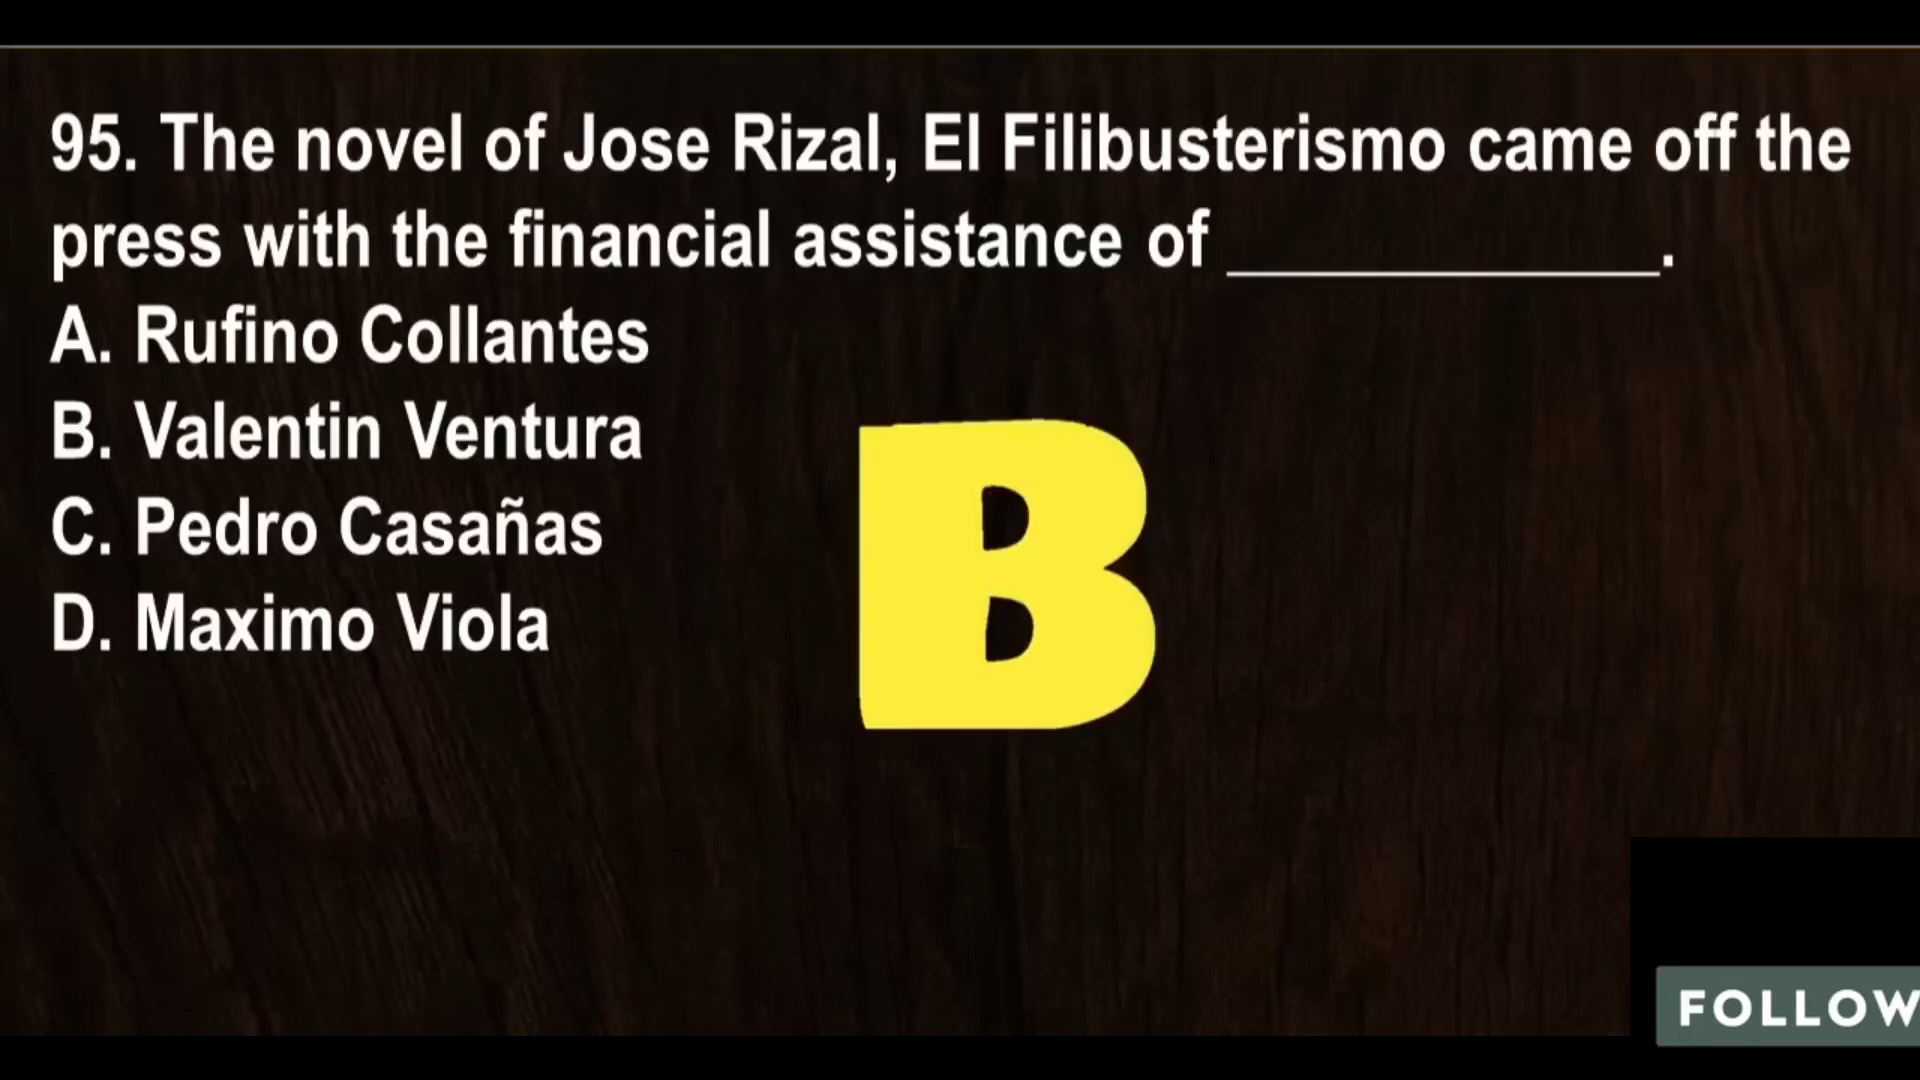 95. The novel of Jose Rizal, El Filibusterismo came off the
press with the financial assistance of ____________.
A. Rufino Collantes
B. Valentin Ventura
C. Pedro Casañas
D. Maximo Viola
B
FOLLOW